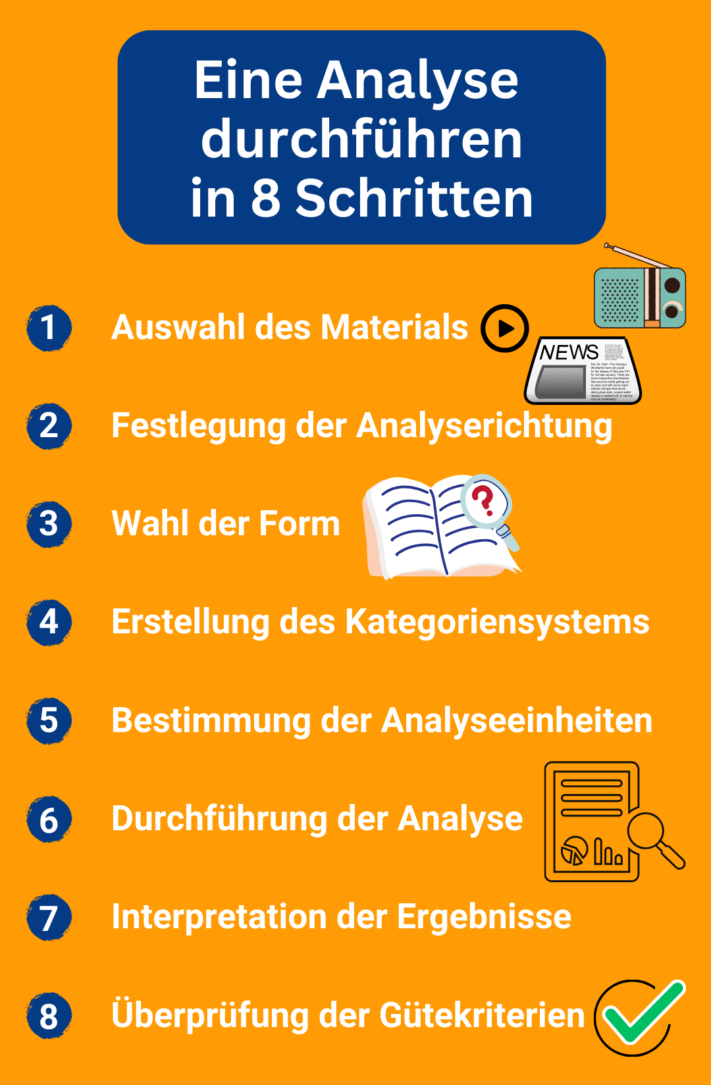 Eine Analyse
durchführen
in 8 Schritten
1 Auswahl des Materials
NEWS
2 Festlegung der Analyserichtung
3 Wahl der Form
?
4 Erstellung des Kategoriensystems
5 Bestimmung der Analyseeinheiten
6 Durchführung der Analyse
7 Interpretation der Ergebnisse
8 Überprüfung der Gütekriterien